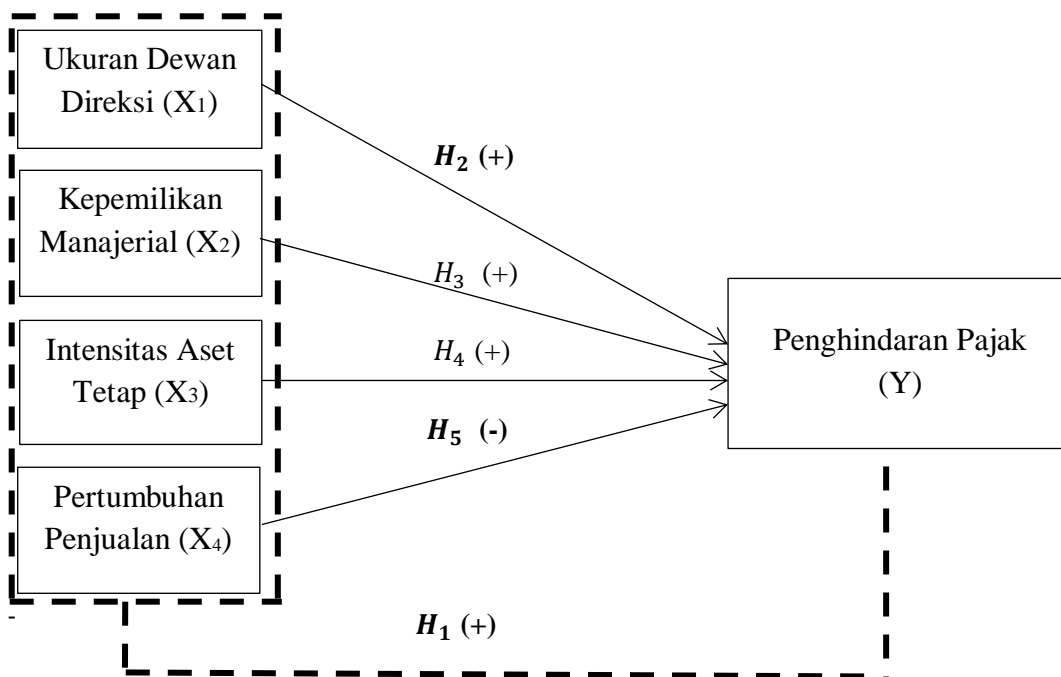 Ukuran Dewan
Direksi (X1)
Kepemilikan
Manajerial (X2)
Intensitas Aset
Tetap (X3)
Pertumbuhan
Penjualan (X4)
H2 (+)
H3 (+)
H4 (+)
H5 (-)
Penghindaran Pajak
(Y)
-
H1 (+)